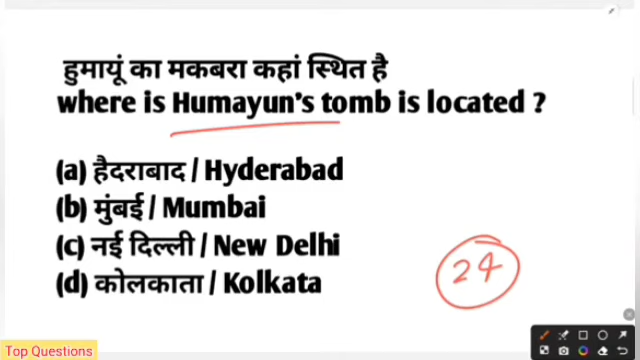 हुमायूं का मकबरा कहां स्थित है
where is Humayun's tomb is located ?
(a) हैदराबाद / Hyderabad
(b) मुंबई / Mumbai
(c) नई दिल्ली / New Delhi
(d) कोलकाता / Kolkata
24
Top Questions